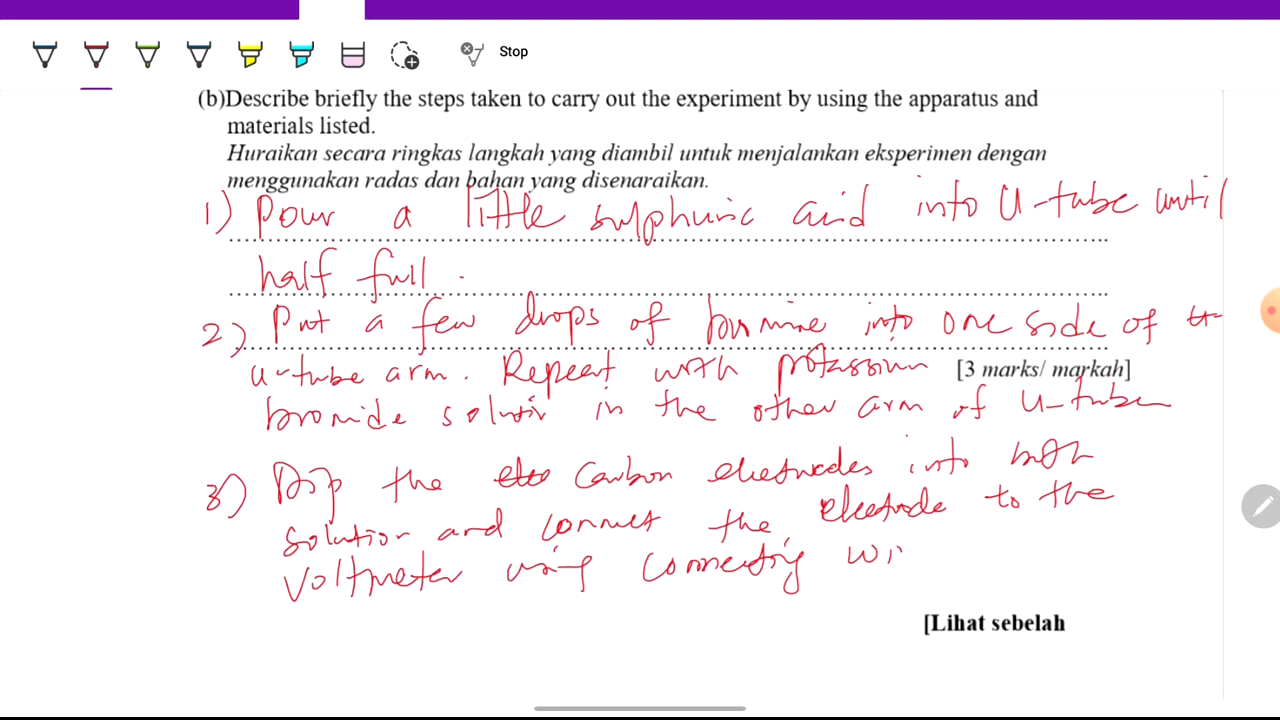 Stop
(b)Describe briefly the steps taken to carry out the experiment by using the apparatus and
materials listed.
Huraikan secara ringkas langkah yang diambil untuk menjalankan eksperimen dengan
menggunakan radas dan bahan yang disenaraikan.
1) Pour a little sulphuric acid into U-tube until
half full.
2) Put a few drops of bromine into one side of
u-tube arm. Repeat with potassium [3 marks/ markah]
bromide solution in the other arm of U-tube
3) Dip the carbon electrodes into both
solution and connect the electrode to the
voltmeter using connecting wi
[Lihat sebelah